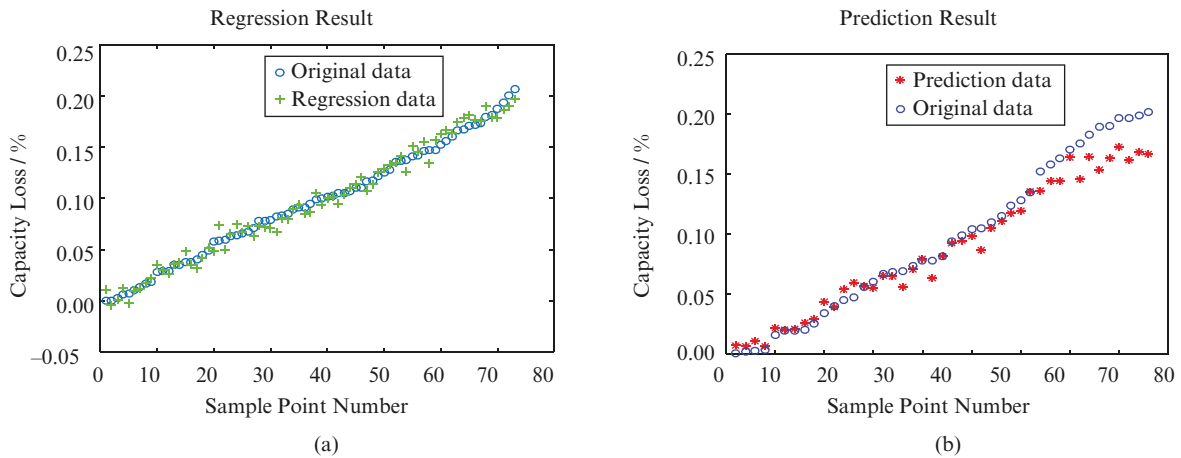 Regression Result
0.25
0.20
0.15
0.10
0.05
0.00
–0.05
Capacity Loss / %
Original data
Regression data
0 10 20 30 40 50 60 70 80
Sample Point Number
(a)
Prediction Result
0.25
0.20
0.15
0.10
0.05
0.00
Capacity Loss / %
Prediction data
Original data
0 10 20 30 40 50 60 70 80
Sample Point Number
(b)